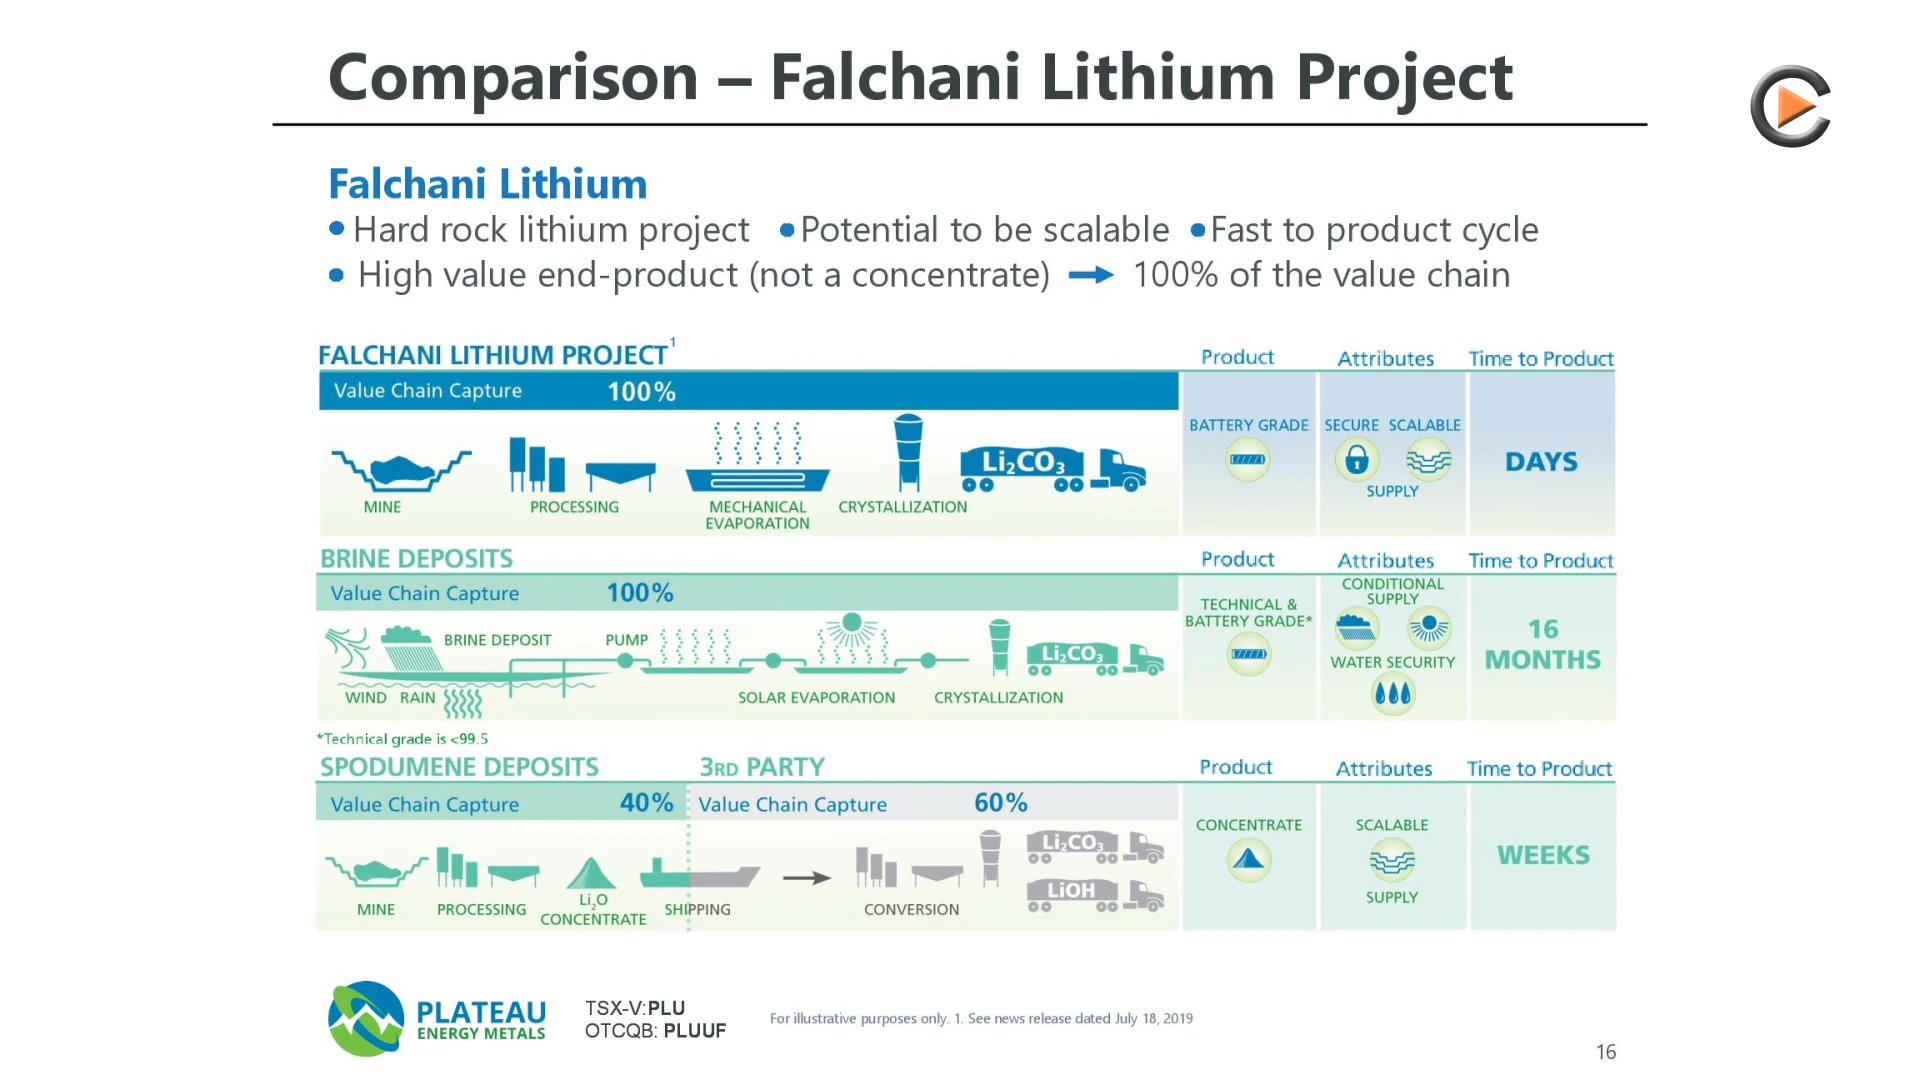 Comparison – Falchani Lithium Project
Falchani Lithium
• Hard rock lithium project • Potential to be scalable • Fast to product cycle
• High value end-product (not a concentrate) → 100% of the value chain
FALCHANI LITHIUM PROJECT¹
Product Attributes Time to Product
Value Chain Capture 100%
BATTERY GRADE SECURE SCALABLE
SUPPLY
DAYS
Li₂CO₃
MINE PROCESSING MECHANICAL CRYSTALLIZATION
EVAPORATION
BRINE DEPOSITS
Product Attributes Time to Product
Value Chain Capture 100%
TECHNICAL &
BATTERY GRADE*
CONDITIONAL
SUPPLY
WATER SECURITY
16
MONTHS
BRINE DEPOSIT PUMP
Li₂CO₃
WIND RAIN SOLAR EVAPORATION CRYSTALLIZATION
*Technical grade is <99.5
SPODUMENE DEPOSITS 3RD PARTY
Product Attributes Time to Product
Value Chain Capture 40% Value Chain Capture 60%
CONCENTRATE SCALABLE
SUPPLY
WEEKS
Li₂CO₃
LiOH
MINE PROCESSING Li₂O SHIPPING CONVERSION
CONCENTRATE
PLATEAU
ENERGY METALS
TSX-V:PLU
OTCQB: PLUUF
For illustrative purposes only. 1. See news release dated July 18, 2019
16